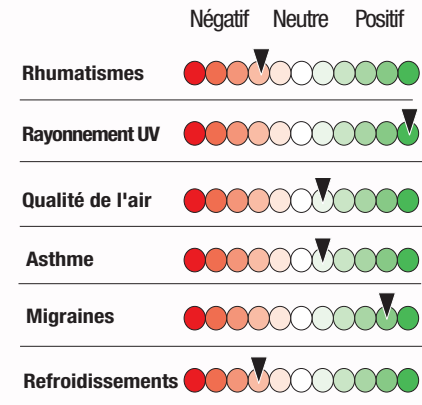 Négatif Neutre Positif
Rhumatismes
Rayonnement UV
Qualité de l'air
Asthme
Migraines
Refroidissements